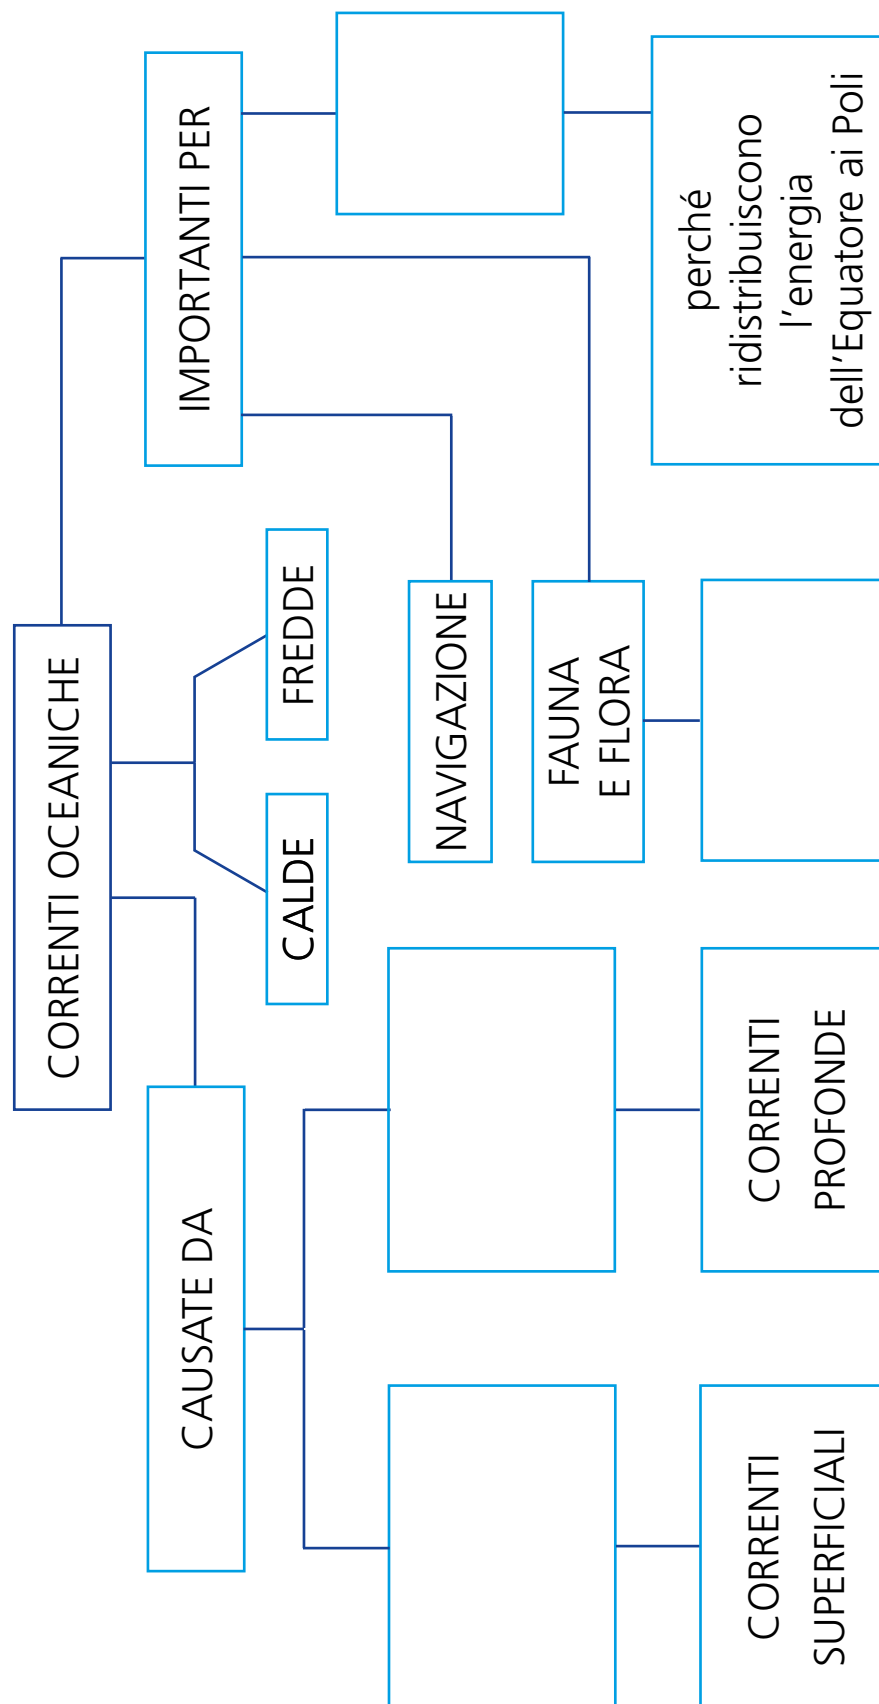 CORRENTI OCEANICHE
CAUSATE DA
CALDE
FREDDE
IMPORTANTI PER
NAVIGAZIONE
FAUNA
E FLORA
CORRENTI
SUPERFICIALI
CORRENTI
PROFONDE
perché
ridistribuiscono
l'energia
dell'Equatore ai Poli